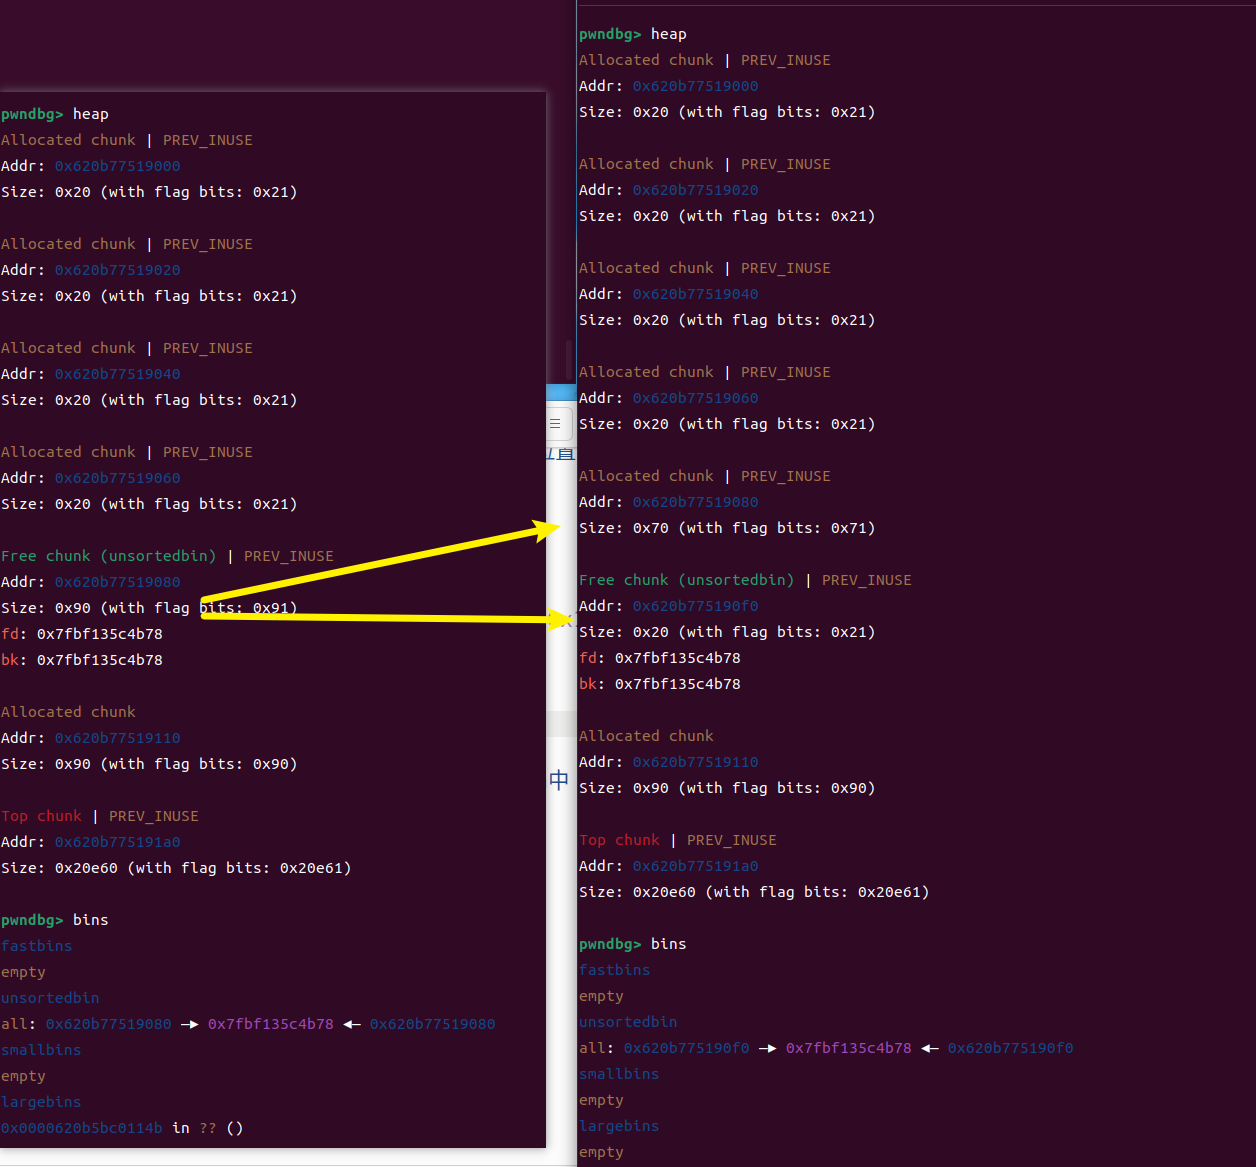 pwndbg> heap
Allocated chunk | PREV_INUSE
Addr: 0x620b77519000
Size: 0x20 (with flag bits: 0x21)
Allocated chunk | PREV_INUSE
Addr: 0x620b77519020
Size: 0x20 (with flag bits: 0x21)
Allocated chunk | PREV_INUSE
Addr: 0x620b77519040
Size: 0x20 (with flag bits: 0x21)
Allocated chunk | PREV_INUSE
Addr: 0x620b77519060
Size: 0x20 (with flag bits: 0x21)
Free chunk (unsortedbin) | PREV_INUSE
Addr: 0x620b77519080
Size: 0x90 (with flag bits: 0x91)
fd: 0x7fbf135c4b78
bk: 0x7fbf135c4b78
Allocated chunk
Addr: 0x620b77519110
Size: 0x90 (with flag bits: 0x90)
Top chunk | PREV_INUSE
Addr: 0x620b775191a0
Size: 0x20e60 (with flag bits: 0x20e61)
pwndbg> bins
fastbins
empty
unsortedbin
all: 0x620b77519080 —▸ 0x7fbf135c4b78 ◂— 0x620b77519080
smallbins
empty
largebins
0x0000620b5bc0114b in ?? ()
中
pwndbg> heap
Allocated chunk | PREV_INUSE
Addr: 0x620b77519000
Size: 0x20 (with flag bits: 0x21)
Allocated chunk | PREV_INUSE
Addr: 0x620b77519020
Size: 0x20 (with flag bits: 0x21)
Allocated chunk | PREV_INUSE
Addr: 0x620b77519040
Size: 0x20 (with flag bits: 0x21)
Allocated chunk | PREV_INUSE
Addr: 0x620b77519060
Size: 0x20 (with flag bits: 0x21)
Allocated chunk | PREV_INUSE
Addr: 0x620b77519080
Size: 0x70 (with flag bits: 0x71)
Free chunk (unsortedbin) | PREV_INUSE
Addr: 0x620b775190f0
Size: 0x20 (with flag bits: 0x21)
fd: 0x7fbf135c4b78
bk: 0x7fbf135c4b78
Allocated chunk
Addr: 0x620b77519110
Size: 0x90 (with flag bits: 0x90)
Top chunk | PREV_INUSE
Addr: 0x620b775191a0
Size: 0x20e60 (with flag bits: 0x20e61)
pwndbg> bins
fastbins
empty
unsortedbin
all: 0x620b775190f0 —▸ 0x7fbf135c4b78 ◂— 0x620b775190f0
smallbins
empty
largebins
empty